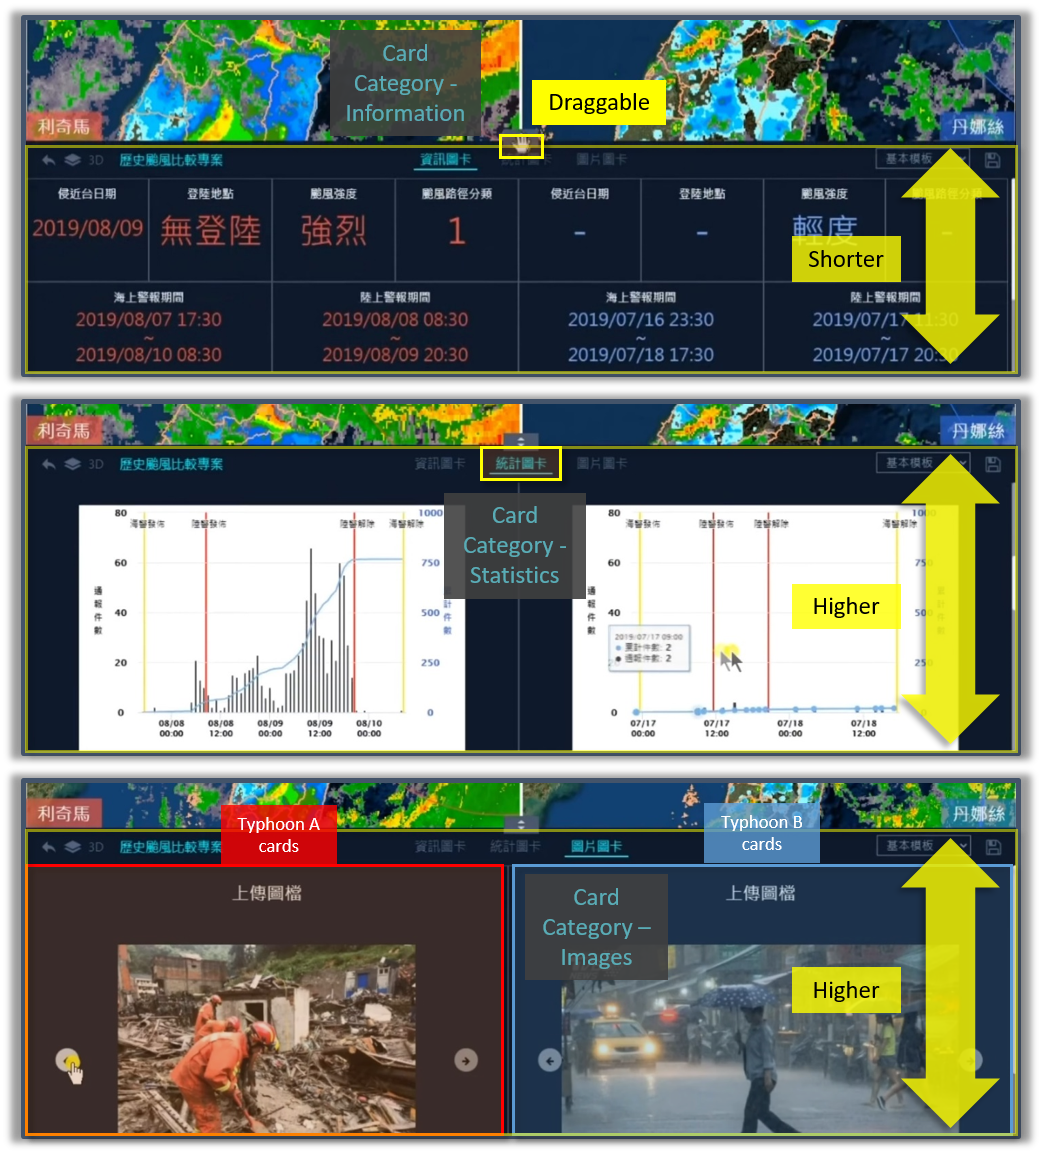 Card
Category -
Information
Draggable
利奇馬
丹娜絲
3D 歷史颱風比較專案 資訊圖卡 統計圖卡 圖片圖卡 基本模板
侵近台日期 登陸地點 颱風強度 颱風路徑分類 侵近台日期 登陸地點 颱風強度 颱風路徑分類
2019/08/09 無登陸 強烈 1 - - 輕度 -
Shorter
海上警報期間 陸上警報期間 海上警報期間 陸上警報期間
2019/08/07 17:30 2019/08/08 08:30 2019/07/16 23:30 2019/07/17 11:30
~ ~ ~ ~
2019/08/10 08:30 2019/08/09 20:30 2019/07/18 17:30 2019/07/17 20:30
利奇馬
丹娜絲
3D 歷史颱風比較專案 資訊圖卡 統計圖卡 圖片圖卡 基本模板
Card
Category -
Statistics
80 1000
海警發佈 陸警發佈 陸警解除 海警解除
60 750
40 500
20 250
0 0
通報件數
累計件數
08/08 08/08 08/09 08/09 08/10
00:00 12:00 00:00 12:00 00:00
80 1000
海警發佈 陸警發佈 陸警解除 海警解除
60 750
40 500
20 250
0 0
通報件數
累計件數
2019/07/17 09:00
累計件數: 2
通報件數: 2
07/17 07/17 07/18 07/18
00:00 12:00 00:00 12:00
Higher
利奇馬
丹娜絲
Typhoon A
cards
Typhoon B
cards
3D 歷史颱風比較專案 資訊圖卡 統計圖卡 圖片圖卡 基本模板
上傳圖檔 上傳圖檔
Card
Category –
Images
Higher